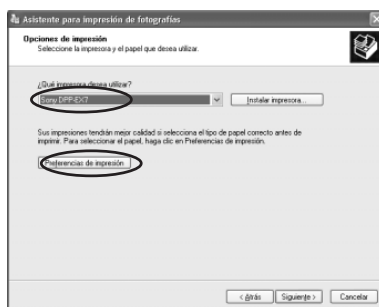 Asistente para impresión de fotografías
Opciones de impresión
Seleccione la impresora y el papel que desea utilizar.
¿Qué impresora desea utilizar?
Sony DPP-EX7
Instalar impresora...
Sus impresiones tendrán mejor calidad si selecciona el tipo de papel correcto antes de
imprimir. Para seleccionar el papel, haga clic en Preferencias de impresión.
Preferencias de impresión
< Atrás Siguiente > Cancelar